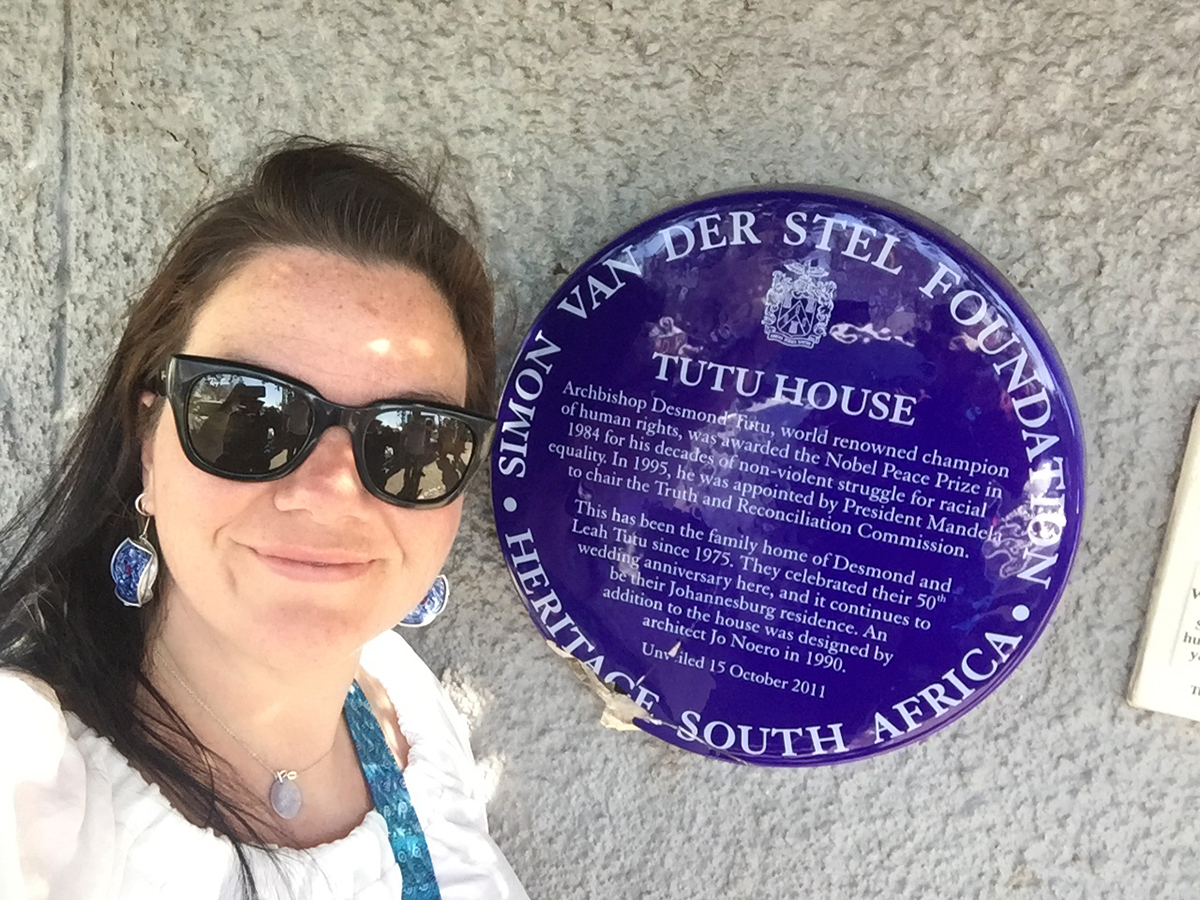 SIMON VAN DER STEL FOUNDATION
TUTU HOUSE
Archbishop Desmond Tutu, world renowned champion
of human rights, was awarded the Nobel Peace Prize in
1984 for his decades of non-violent struggle for racial
equality. In 1995, he was appointed by President Mandela
to chair the Truth and Reconciliation Commission.
This has been the family home of Desmond and
Leah Tutu since 1975. They celebrated their 50th
wedding anniversary here, and it continues to
be their Johannesburg residence. An
addition to the house was designed by
architect Jo Noero in 1990.
Unveiled 15 October 2011
• HERITAGE SOUTH AFRICA •